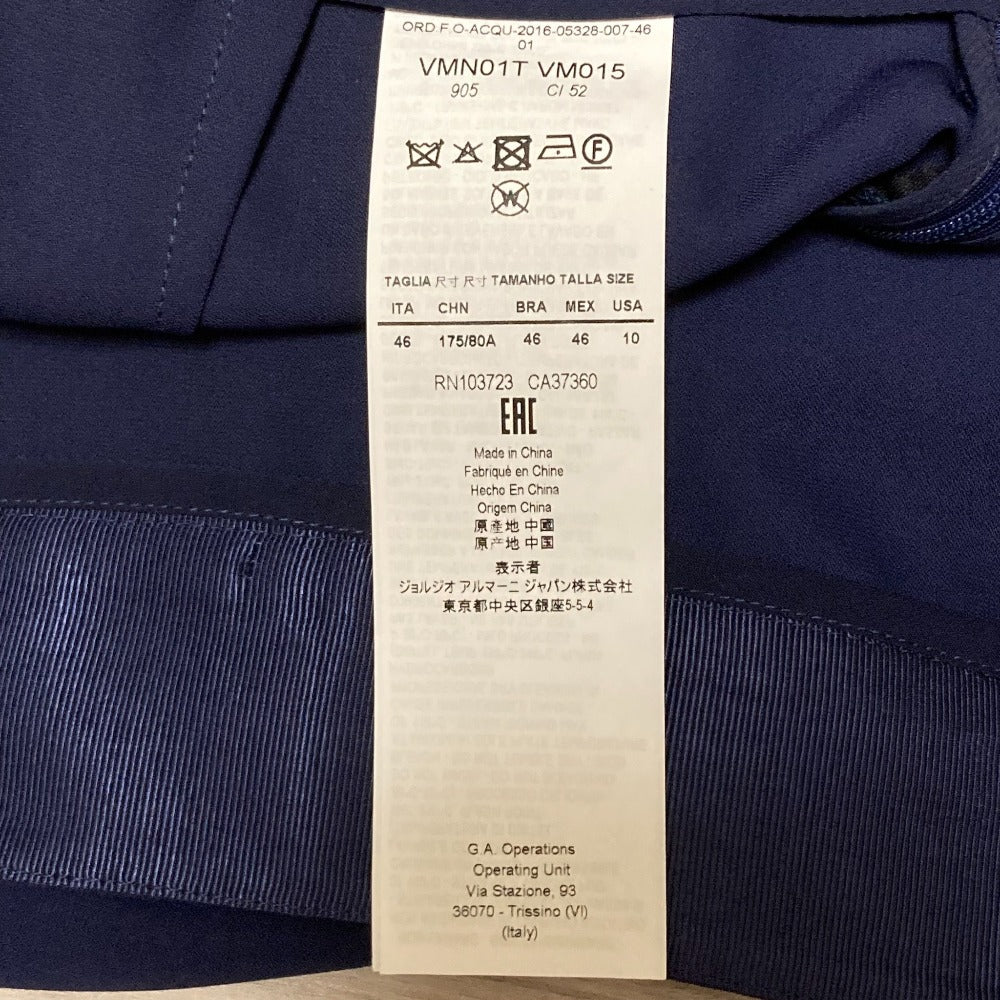 ORD.F.O-ACQU-2016-05328-007-46
01
VMN01T VM015
905 C/ 52
F
W
TAGLIA 尺寸 尺寸 TAMANHO TALLA SIZE
ITA CHN BRA MEX USA
46 175/80A 46 46 10
RN103723 CA37360
EAC
Made in China
Fabriqué en Chine
Hecho En China
Origem China
原產地 中國
原产地 中国
表示者
ジョルジオ アルマーニ ジャパン株式会社
東京都中央区銀座5-5-4
G.A. Operations
Operating Unit
Via Stazione, 93
36070 - Trissino (VI)
(Italy)